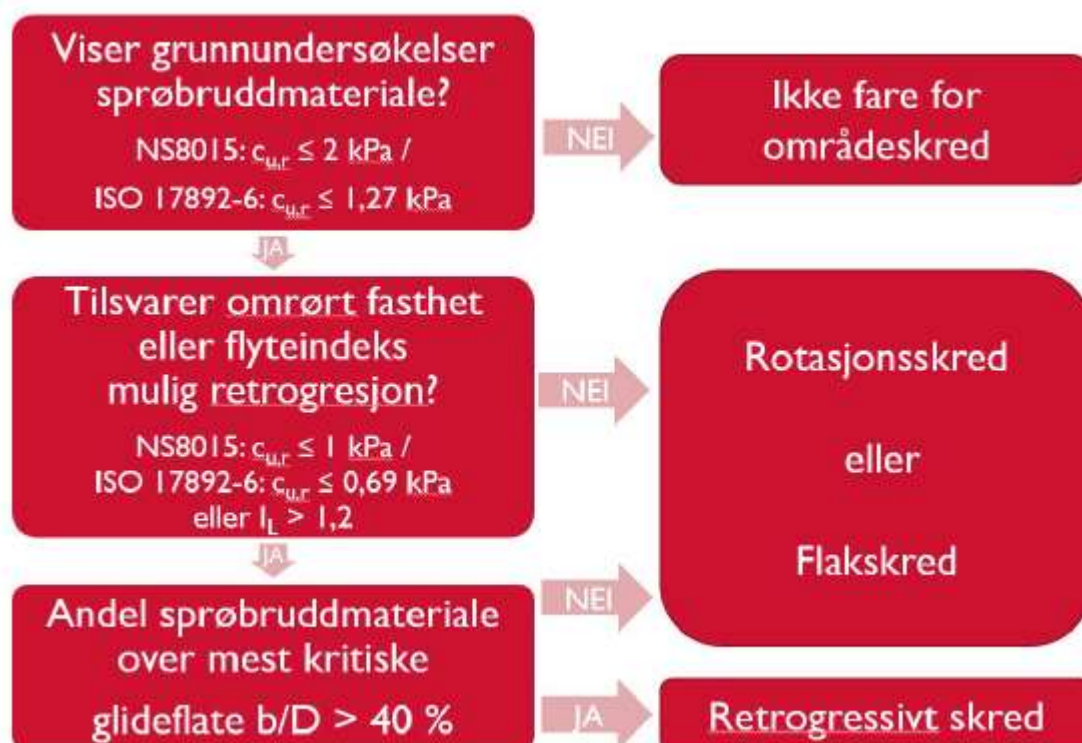 Viser grunnundersøkelser
sprøbruddmateriale?
NS8015: cu,r ≤ 2 kPa /
ISO 17892-6: cu,r ≤ 1,27 kPa
NEI
Ikke fare for
områdeskred
JA
Tilsvarer omrørt fasthet
eller flyteindeks
mulig retrogresjon?
NS8015: cu,r ≤ 1 kPa /
ISO 17892-6: cu,r ≤ 0,69 kPa
eller IL > 1,2
NEI
Rotasjonsskred
eller
Flakskred
JA
Andel sprøbruddmateriale
over mest kritiske
glideflate b/D > 40 %
NEI
JA
Retrogressivt skred